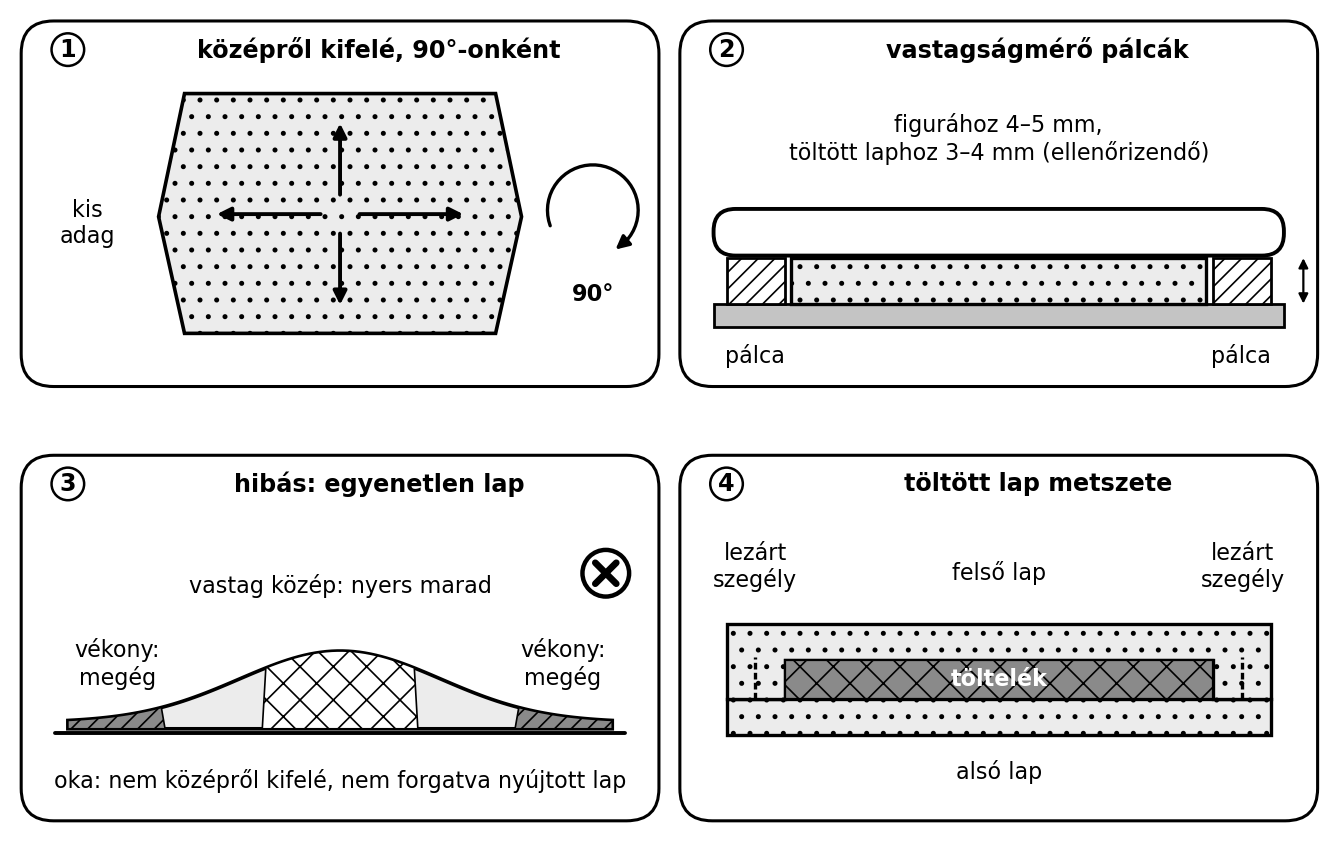 1
középről kifelé, 90°-onként
kis
adag
90°
2
vastagságmérő pálcák
figurához 4–5 mm,
töltött laphoz 3–4 mm (ellenőrizendő)
pálca
pálca
3
hibás: egyenetlen lap
vastag közép: nyers marad
vékony:
megég
vékony:
megég
oka: nem középről kifelé, nem forgatva nyújtott lap
4
töltött lap metszete
lezárt
szegély
felső lap
lezárt
szegély
töltelék
alsó lap